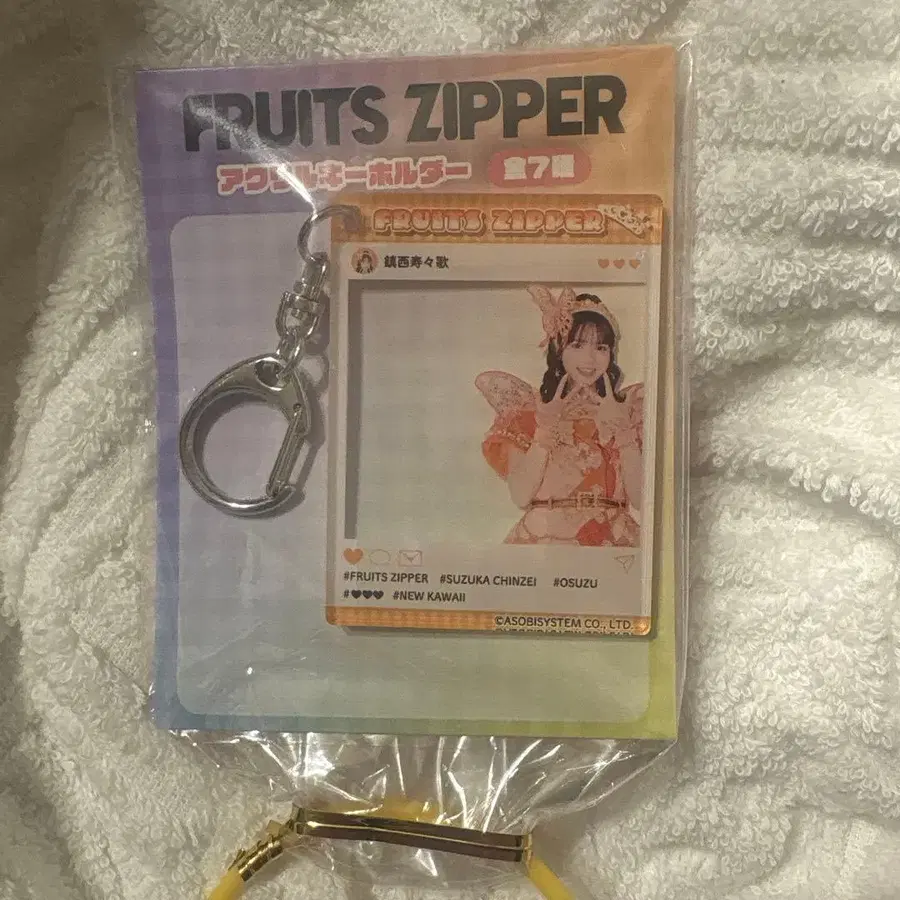 FRUITS ZIPPER
アクリルキーホルダー 全7種
FRUITS ZIPPER
鎮西寿々歌
#FRUITS ZIPPER #SUZUKA CHINZEI #OSUZU
#♥♥♥ #NEW KAWAII
©ASOBISYSTEM CO., LTD.